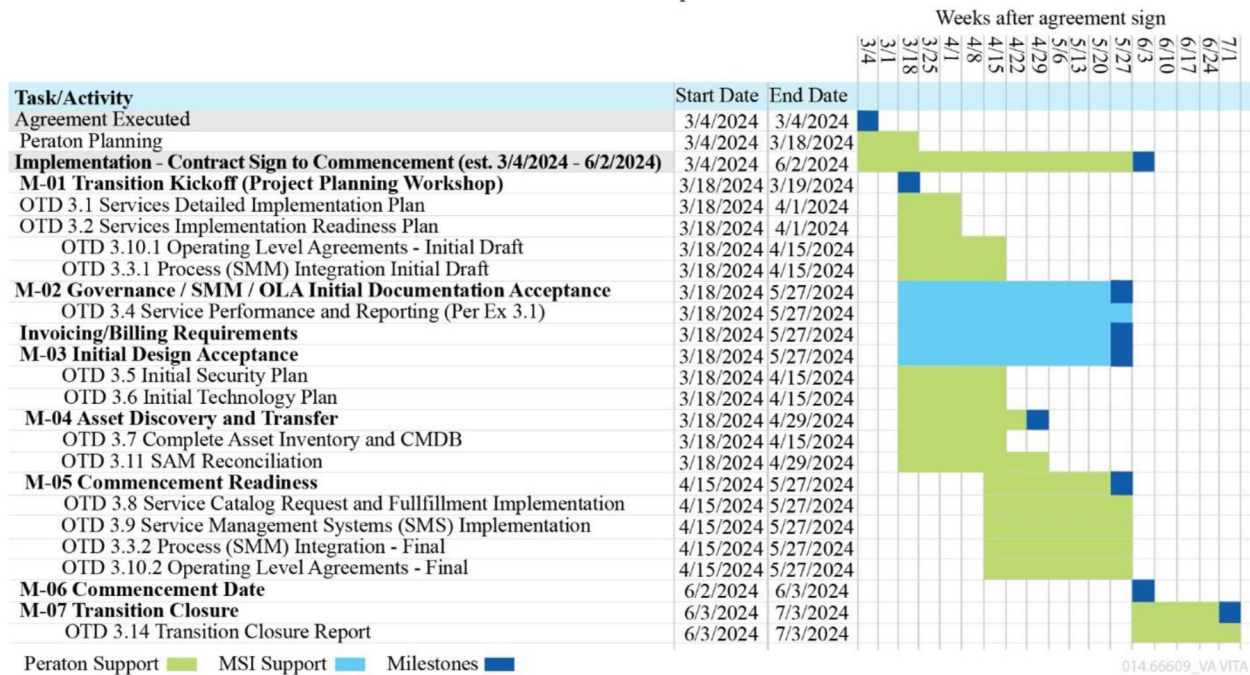 Weeks after agreement sign
3/4 3/1 3/18 3/25 4/1 4/8 4/15 4/22 4/29 5/6 5/13 5/20 5/27 6/3 6/10 6/17 6/24 7/1
Task/Activity Start Date End Date
Agreement Executed 3/4/2024 3/4/2024
Peraton Planning 3/4/2024 3/18/2024
Implementation - Contract Sign to Commencement (est. 3/4/2024 - 6/2/2024) 3/4/2024 6/2/2024
M-01 Transition Kickoff (Project Planning Workshop) 3/18/2024 3/19/2024
OTD 3.1 Services Detailed Implementation Plan 3/18/2024 4/1/2024
OTD 3.2 Services Implementation Readiness Plan 3/18/2024 4/1/2024
OTD 3.10.1 Operating Level Agreements - Initial Draft 3/18/2024 4/15/2024
OTD 3.3.1 Process (SMM) Integration Initial Draft 3/18/2024 4/15/2024
M-02 Governance / SMM / OLA Initial Documentation Acceptance 3/18/2024 5/27/2024
OTD 3.4 Service Performance and Reporting (Per Ex 3.1) 3/18/2024 5/27/2024
Invoicing/Billing Requirements 3/18/2024 5/27/2024
M-03 Initial Design Acceptance 3/18/2024 5/27/2024
OTD 3.5 Initial Security Plan 3/18/2024 4/15/2024
OTD 3.6 Initial Technology Plan 3/18/2024 4/15/2024
M-04 Asset Discovery and Transfer 3/18/2024 4/29/2024
OTD 3.7 Complete Asset Inventory and CMDB 3/18/2024 4/15/2024
OTD 3.11 SAM Reconciliation 3/18/2024 4/29/2024
M-05 Commencement Readiness 4/15/2024 5/27/2024
OTD 3.8 Service Catalog Request and Fullfillment Implementation 4/15/2024 5/27/2024
OTD 3.9 Service Management Systems (SMS) Implementation 4/15/2024 5/27/2024
OTD 3.3.2 Process (SMM) Integration - Final 4/15/2024 5/27/2024
OTD 3.10.2 Operating Level Agreements - Final 4/15/2024 5/27/2024
M-06 Commencement Date 6/2/2024 6/3/2024
M-07 Transition Closure 6/3/2024 7/3/2024
OTD 3.14 Transition Closure Report 6/3/2024 7/3/2024
Peraton Support MSI Support Milestones
014.66609_VA VITA